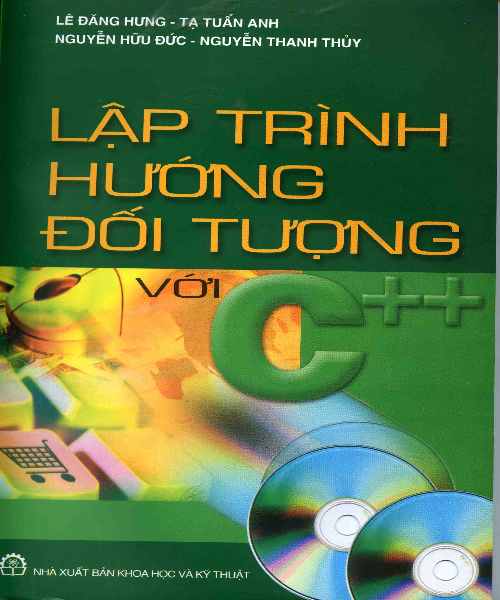 LÊ ĐĂNG HƯNG - TẠ TUẤN ANH
NGUYỄN HỮU ĐỨC - NGUYỄN THANH THỦY
LẬP TRÌNH
HƯỚNG
ĐỐI TƯỢNG
VỚI C++
NHÀ XUẤT BẢN KHOA HỌC VÀ KỸ THUẬT